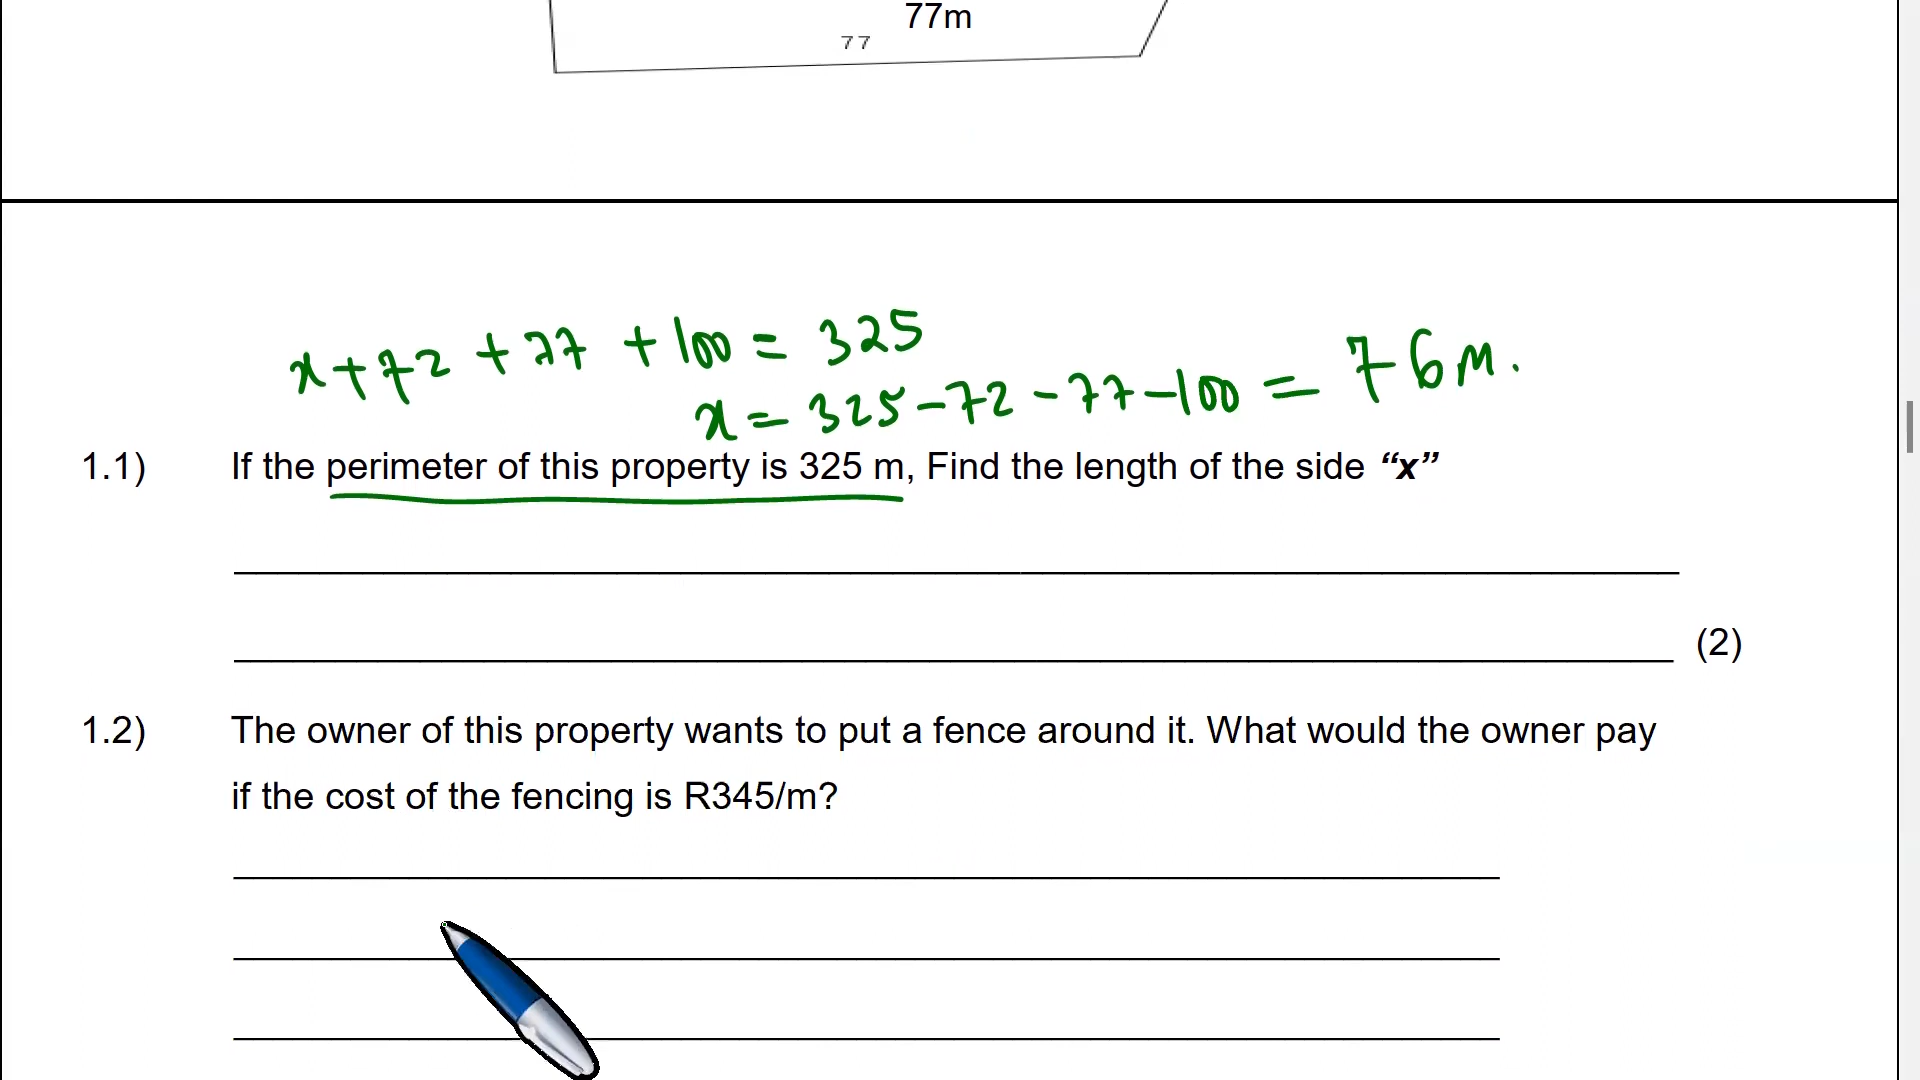 77m
77
x+72+77+100=325
x=325-72-77-100=76m.
1.1) If the perimeter of this property is 325 m, Find the length of the side “x”
(2)
1.2) The owner of this property wants to put a fence around it. What would the owner pay
if the cost of the fencing is R345/m?